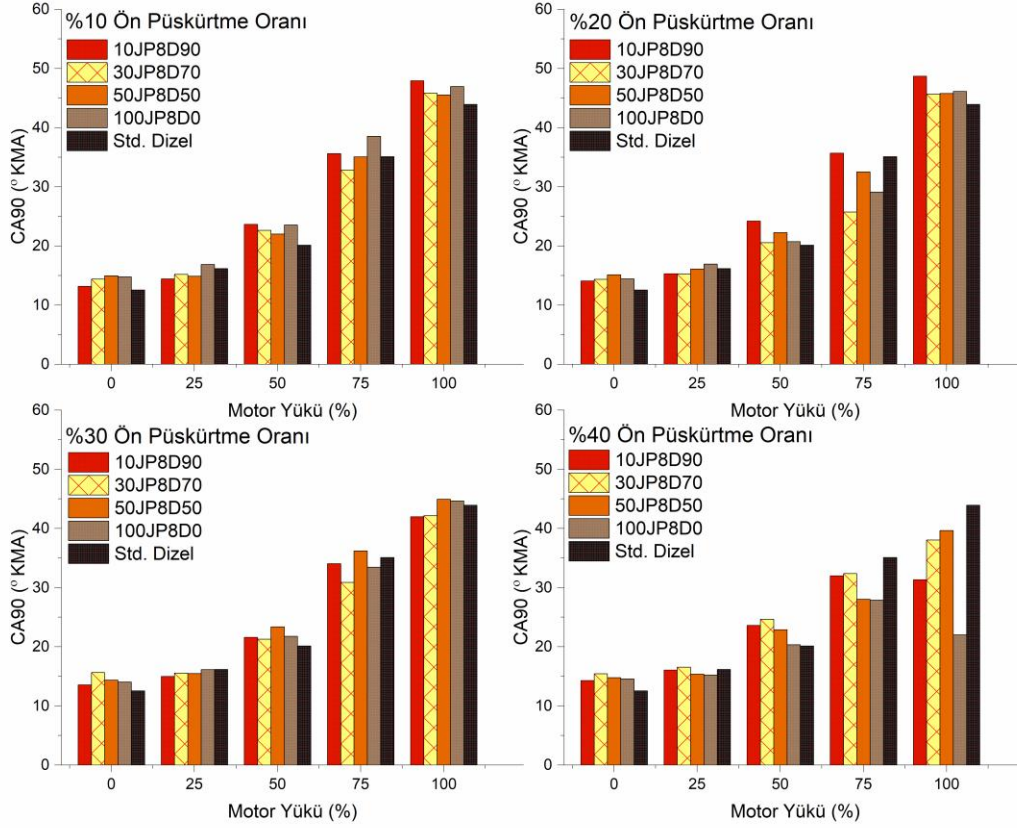 %10 Ön Püskürtme Oranı
10JP8D90
30JP8D70
50JP8D50
100JP8D0
Std. Dizel
CA90 (° KMA)
60
50
40
30
20
10
0
0 25 50 75 100
Motor Yükü (%)
%20 Ön Püskürtme Oranı
10JP8D90
30JP8D70
50JP8D50
100JP8D0
Std. Dizel
CA90 (° KMA)
60
50
40
30
20
10
0
0 25 50 75 100
Motor Yükü (%)
%30 Ön Püskürtme Oranı
10JP8D90
30JP8D70
50JP8D50
100JP8D0
Std. Dizel
CA90 (° KMA)
60
50
40
30
20
10
0
0 25 50 75 100
Motor Yükü (%)
%40 Ön Püskürtme Oranı
10JP8D90
30JP8D70
50JP8D50
100JP8D0
Std. Dizel
CA90 (° KMA)
60
50
40
30
20
10
0
0 25 50 75 100
Motor Yükü (%)